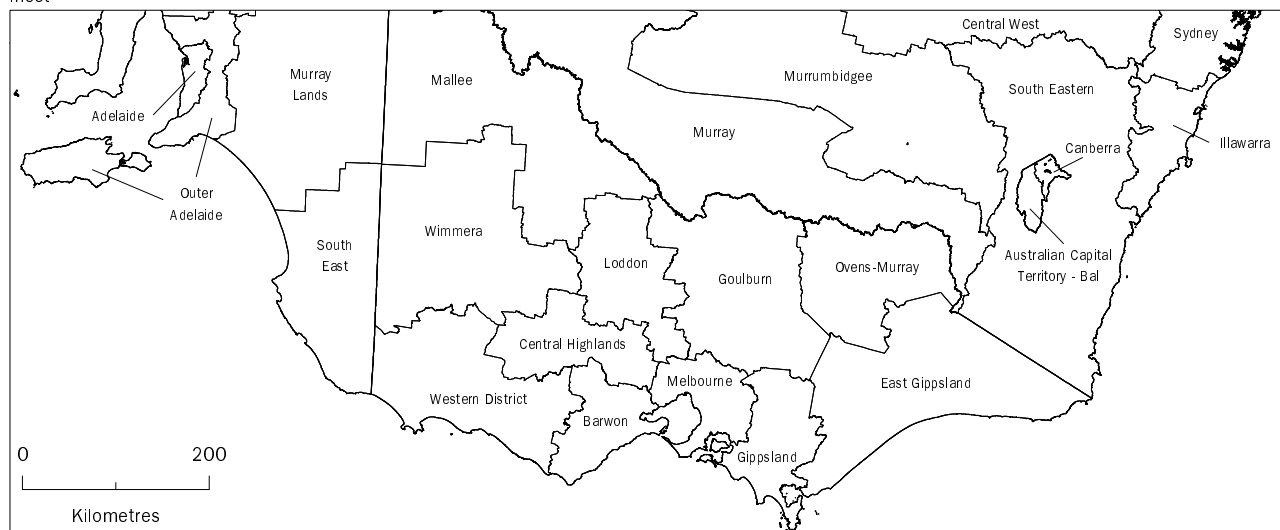 Central West
Sydney
Murray
Lands
Mallee
Murrumbidgee
South Eastern
Adelaide
Murray
Illawarra
Canberra
Outer
Adelaide
Wimmera
South
East
Loddon
Goulburn
Ovens-Murray
Australian Capital
Territory - Bal
Central Highlands
Melbourne
East Gippsland
Western District
Barwon
Gippsland
0 200
Kilometres